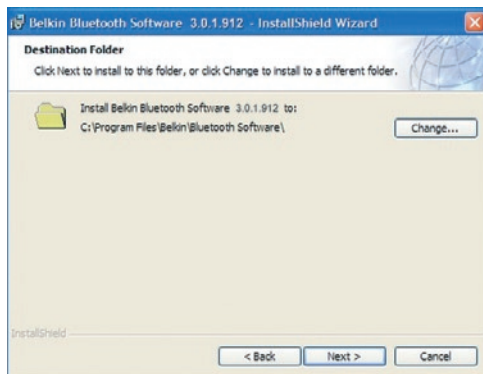 Belkin Bluetooth Software 3.0.1.912 - InstallShield Wizard
Destination Folder
Click Next to install to this folder, or click Change to install to a different folder.
Install Belkin Bluetooth Software 3.0.1.912 to:
C:\Program Files\Belkin\Bluetooth Software\
Change...
InstallShield
< Back
Next >
Cancel